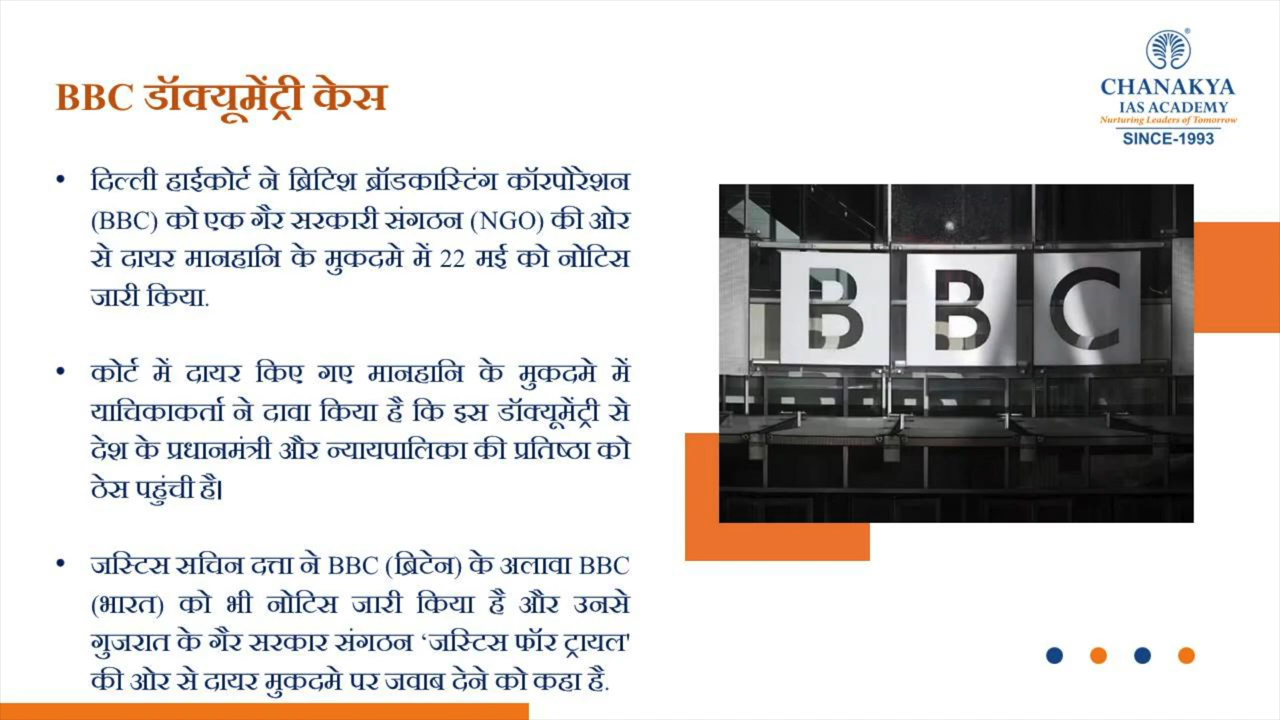 CHANAKYA
IAS ACADEMY
Nurturing Leaders of Tomorrow
SINCE-1993
BBC डॉक्यूमेंट्री केस
• दिल्ली हाईकोर्ट ने ब्रिटिश ब्रॉडकास्टिंग कॉरपोरेशन
(BBC) को एक गैर सरकारी संगठन (NGO) की ओर
से दायर मानहानि के मुकदमे में 22 मई को नोटिस
जारी किया.
• कोर्ट में दायर किए गए मानहानि के मुकदमे में
याचिकाकर्ता ने दावा किया है कि इस डॉक्यूमेंट्री से
देश के प्रधानमंत्री और न्यायपालिका की प्रतिष्ठा को
ठेस पहुंची है।
• जस्टिस सचिन दत्ता ने BBC (ब्रिटेन) के अलावा BBC
(भारत) को भी नोटिस जारी किया है और उनसे
गुजरात के गैर सरकार संगठन ‘जस्टिस फॉर ट्रायल'
की ओर से दायर मुकदमे पर जवाब देने को कहा है.
BBC